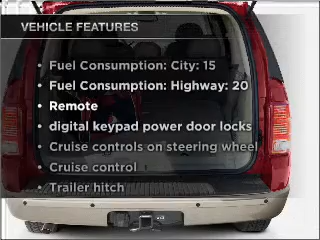 VEHICLE FEATURES
• Fuel Consumption: City: 15
• Fuel Consumption: Highway: 20
• Remote
• digital keypad power door locks
• Cruise controls on steering wheel
• Cruise control
• Trailer hitch